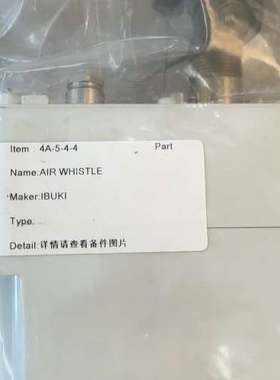 Item : 4A-5-4-4 Part
Name:AIR WHISTLE
Maker:IBUKI
Type:
Detail:详情请查看备件图片